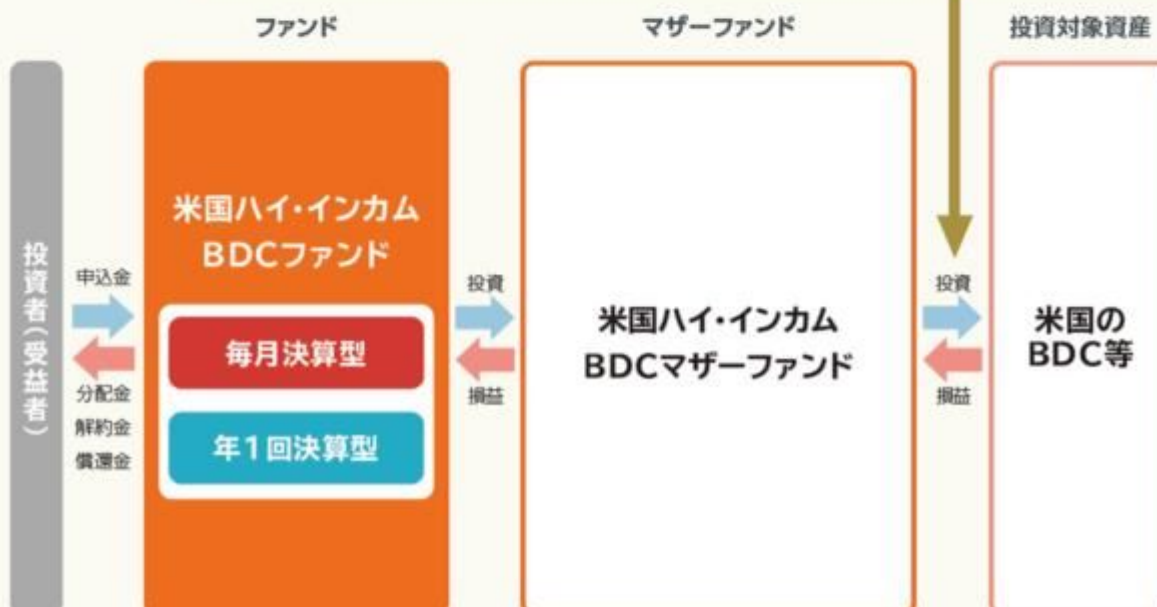 ファンド
マザーファンド
投資対象資産
投資者（受益者）
申込金
分配金
解約金
償還金
米国ハイ・インカム
BDCファンド
毎月決算型
年1回決算型
投資
損益
米国ハイ・インカム
BDCマザーファンド
投資
損益
米国の
BDC等